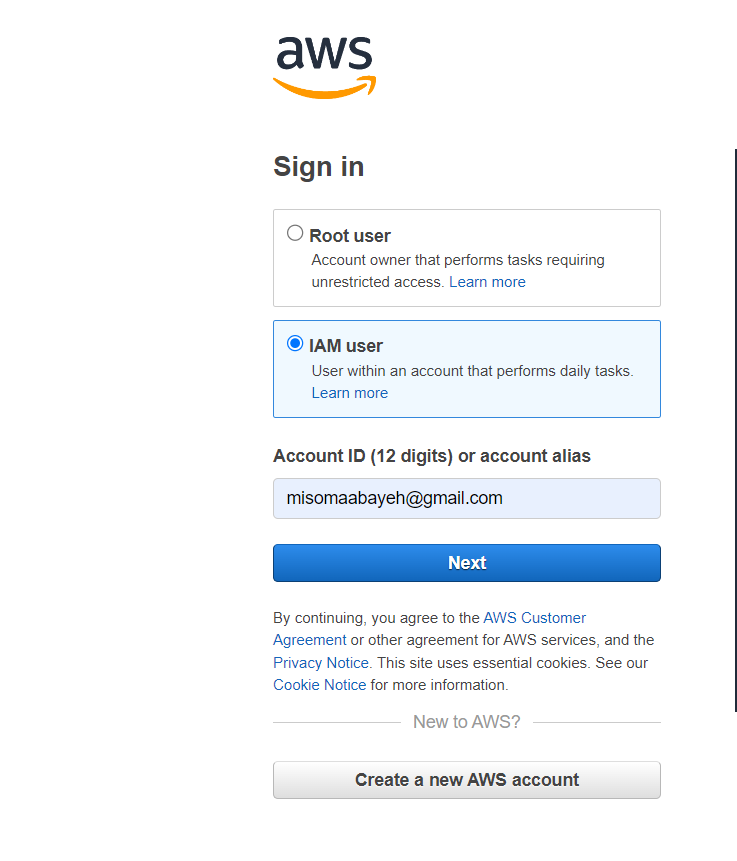 aws
Sign in
Root user
Account owner that performs tasks requiring
unrestricted access. Learn more
IAM user
User within an account that performs daily tasks.
Learn more
Account ID (12 digits) or account alias
misomaabayeh@gmail.com
Next
By continuing, you agree to the AWS Customer
Agreement or other agreement for AWS services, and the
Privacy Notice. This site uses essential cookies. See our
Cookie Notice for more information.
New to AWS?
Create a new AWS account